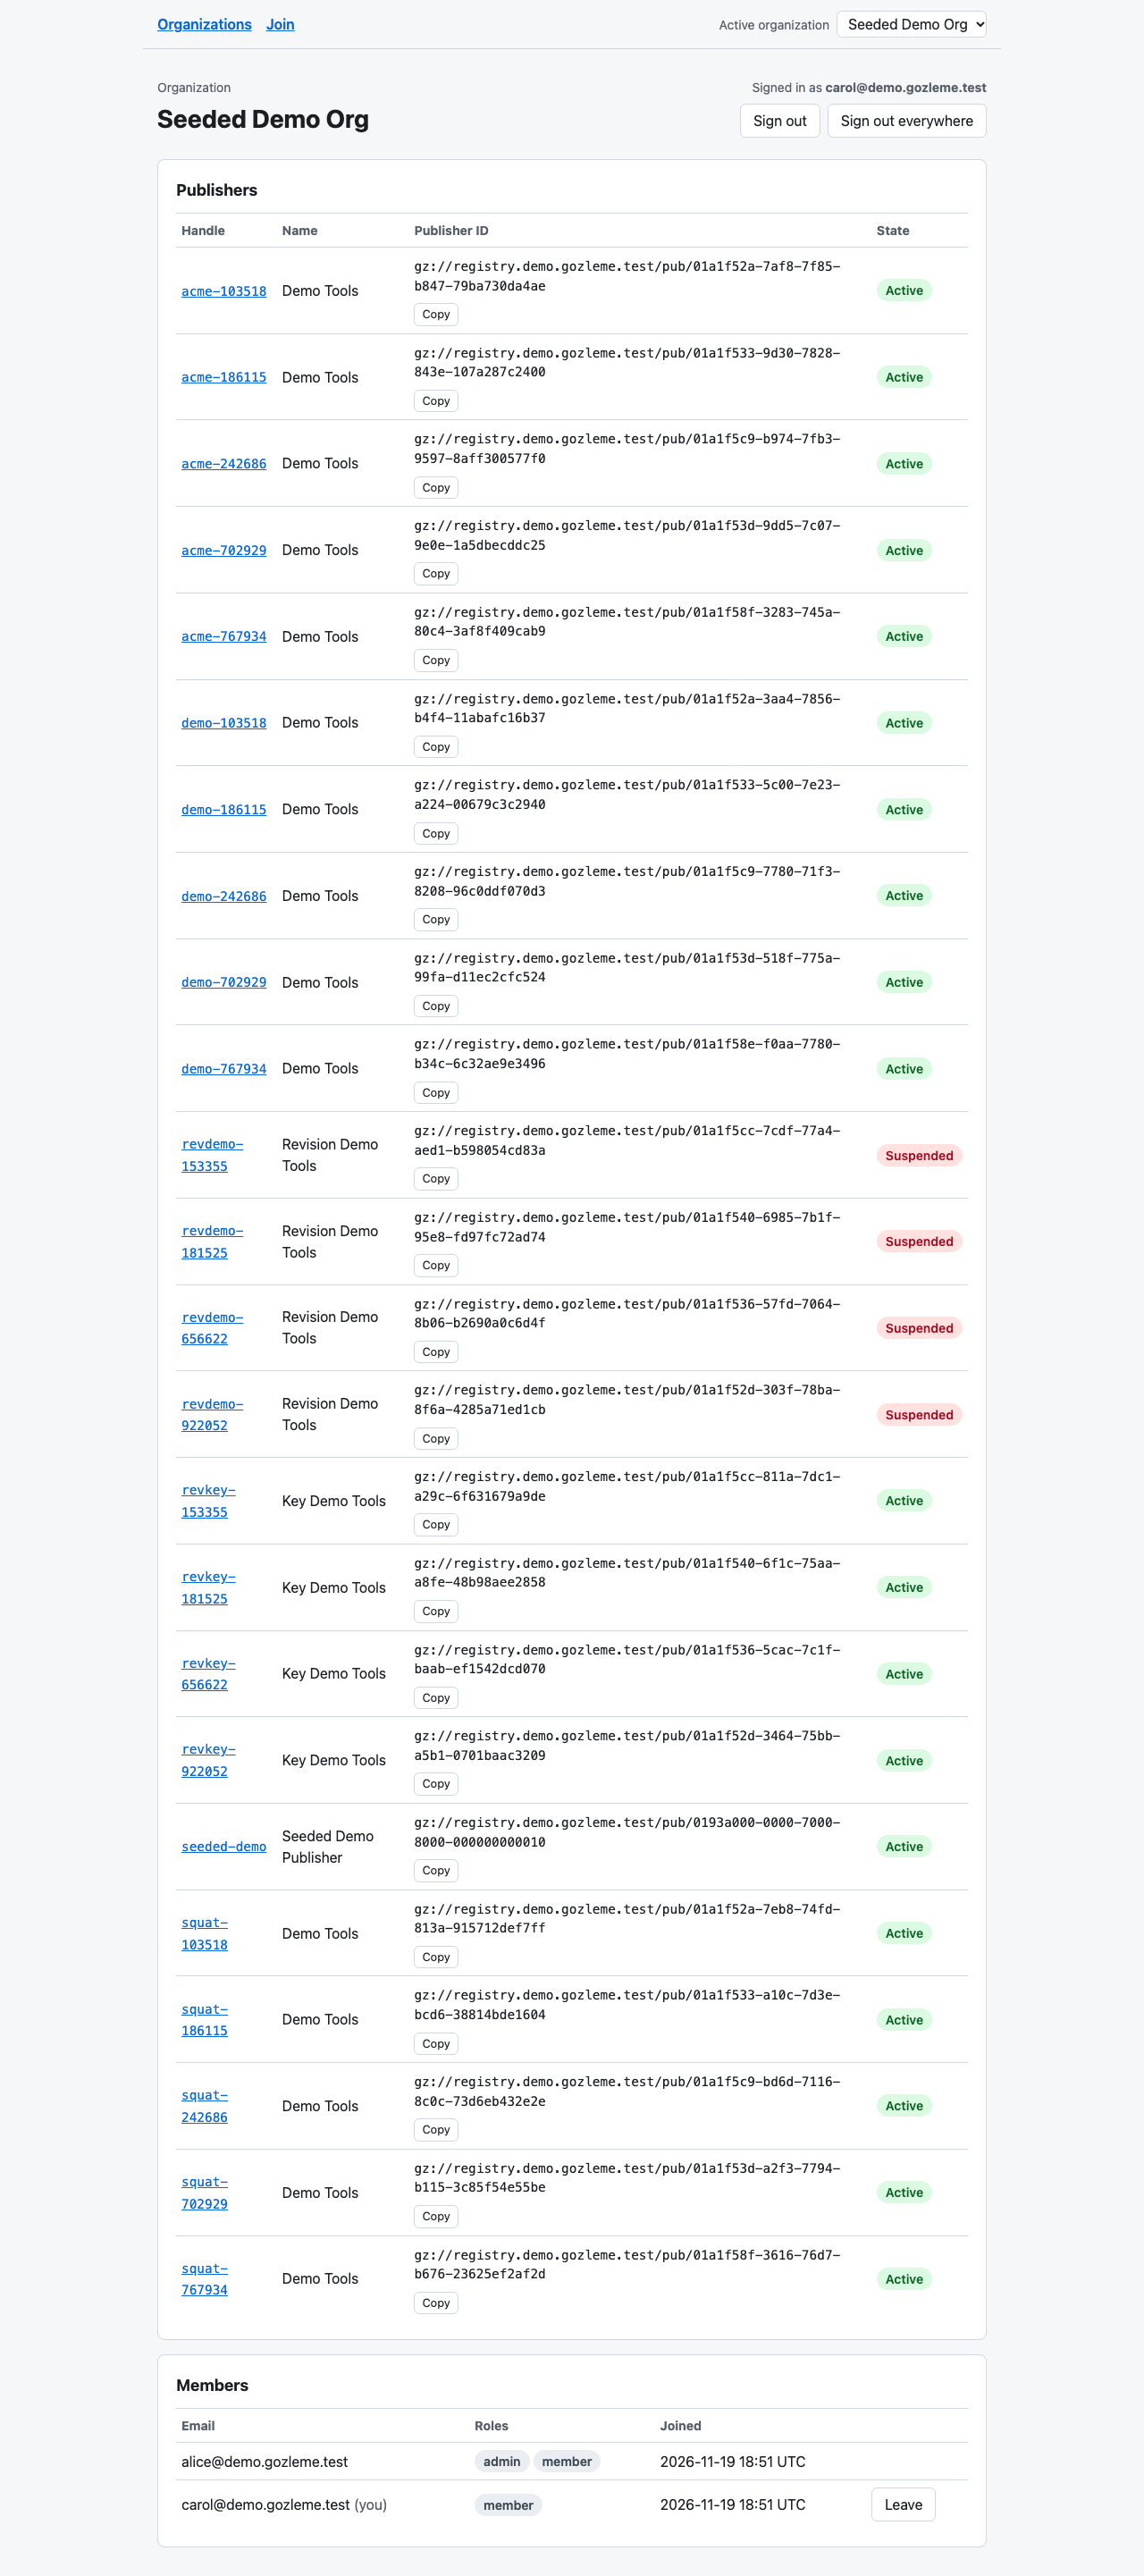 Organizations Join Active organization Seeded Demo Org
Organization Signed in as carol@demo.gozleme.test
Seeded Demo Org Sign out Sign out everywhere
Publishers
Handle Name Publisher ID State
acme-103518 Demo Tools gz://registry.demo.gozleme.test/pub/01a1f52a-7af8-7f85-
b847-79ba730da4ae Active
Copy
acme-186115 Demo Tools gz://registry.demo.gozleme.test/pub/01a1f533-9d30-7828-
843e-107a287c2400 Active
Copy
acme-242686 Demo Tools gz://registry.demo.gozleme.test/pub/01a1f5c9-b974-7fb3-
9597-8aff300577f0 Active
Copy
acme-702929 Demo Tools gz://registry.demo.gozleme.test/pub/01a1f53d-9dd5-7c07-
9e0e-1a5dbecddc25 Active
Copy
acme-767934 Demo Tools gz://registry.demo.gozleme.test/pub/01a1f58f-3283-745a-
80c4-3af8f409cab9 Active
Copy
demo-103518 Demo Tools gz://registry.demo.gozleme.test/pub/01a1f52a-3aa4-7856-
b4f4-11abafc16b37 Active
Copy
demo-186115 Demo Tools gz://registry.demo.gozleme.test/pub/01a1f533-5c00-7e23-
a224-00679c3c2940 Active
Copy
demo-242686 Demo Tools gz://registry.demo.gozleme.test/pub/01a1f5c9-7780-71f3-
8208-96c0ddf070d3 Active
Copy
demo-702929 Demo Tools gz://registry.demo.gozleme.test/pub/01a1f53d-518f-775a-
99fa-d11ec2cfc524 Active
Copy
demo-767934 Demo Tools gz://registry.demo.gozleme.test/pub/01a1f58e-f0aa-7780-
b34c-6c32ae9e3496 Active
Copy
revdemo- Revision Demo gz://registry.demo.gozleme.test/pub/01a1f5cc-7cdf-77a4-
153355 Tools aed1-b598054cd83a Suspended
Copy
revdemo- Revision Demo gz://registry.demo.gozleme.test/pub/01a1f540-6985-7b1f-
181525 Tools 95e8-fd97fc72ad74 Suspended
Copy
revdemo- Revision Demo gz://registry.demo.gozleme.test/pub/01a1f536-57fd-7064-
656622 Tools 8b06-b2690a0c6d4f Suspended
Copy
revdemo- Revision Demo gz://registry.demo.gozleme.test/pub/01a1f52d-303f-78ba-
922052 Tools 8f6a-4285a71ed1cb Suspended
Copy
revkey- Key Demo Tools gz://registry.demo.gozleme.test/pub/01a1f5cc-811a-7dc1-
153355 a29c-6f631679a9de Active
Copy
revkey- Key Demo Tools gz://registry.demo.gozleme.test/pub/01a1f540-6f1c-75aa-
181525 a8fe-48b98aee2858 Active
Copy
revkey- Key Demo Tools gz://registry.demo.gozleme.test/pub/01a1f536-5cac-7c1f-
656622 baab-ef1542dcd070 Active
Copy
revkey- Key Demo Tools gz://registry.demo.gozleme.test/pub/01a1f52d-3464-75bb-
922052 a5b1-0701baac3209 Active
Copy
seeded-demo Seeded Demo gz://registry.demo.gozleme.test/pub/0193a000-0000-7000-
Publisher 8000-000000000010 Active
Copy
squat- Demo Tools gz://registry.demo.gozleme.test/pub/01a1f52a-7eb8-74fd-
103518 813a-915712def7ff Active
Copy
squat- Demo Tools gz://registry.demo.gozleme.test/pub/01a1f533-a10c-7d3e-
186115 bcd6-38814bde1604 Active
Copy
squat- Demo Tools gz://registry.demo.gozleme.test/pub/01a1f5c9-bd6d-7116-
242686 8c0c-73d6eb432e2e Active
Copy
squat- Demo Tools gz://registry.demo.gozleme.test/pub/01a1f53d-a2f3-7794-
702929 b115-3c85f54e55be Active
Copy
squat- Demo Tools gz://registry.demo.gozleme.test/pub/01a1f58f-3616-76d7-
767934 b676-23625ef2af2d Active
Copy
Members
Email Roles Joined
alice@demo.gozleme.test admin member 2026-11-19 18:51 UTC
carol@demo.gozleme.test (you) member 2026-11-19 18:51 UTC Leave